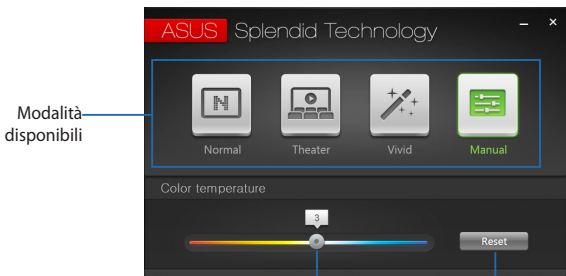 ASUS Splendid Technology
Modalità
disponibili
N
Normal
Theater
Vivid
Manual
Color temperature
3
Reset